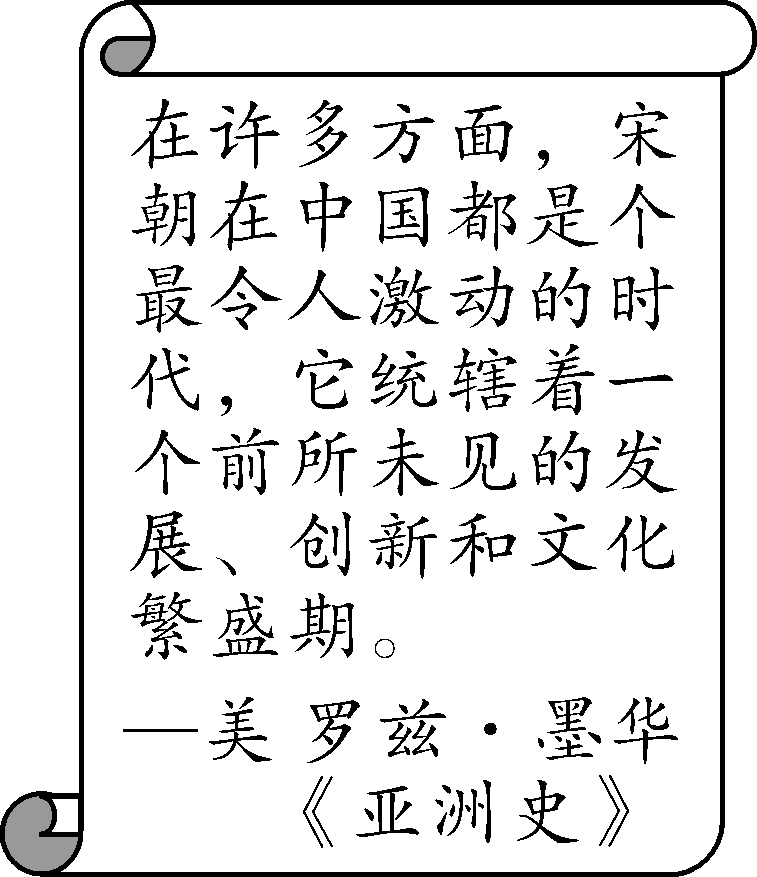 在许多方面，宋
朝在中国都是个
最令人激动的时
代，它统辖着一
个前所未见的发
展、创新和文化
繁盛期。
—美 罗兹·墨华
《亚洲史》